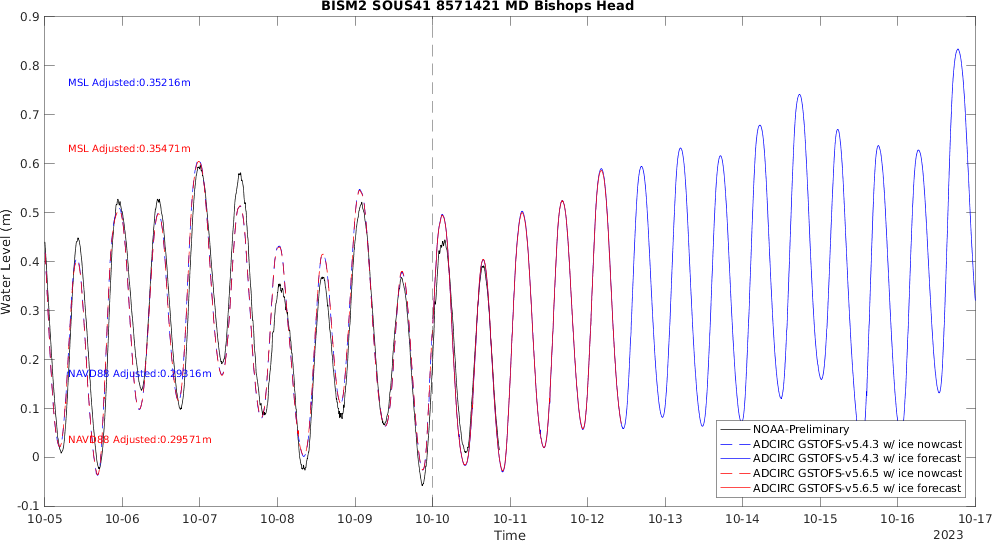 BISM2 SOUS41 8571421 MD Bishops Head
0.9
0.8
0.7
0.6
0.5
0.4
0.3
0.2
0.1
0
-0.1
Water Level (m)
MSL Adjusted:0.35216m
MSL Adjusted:0.35471m
NAVD88 Adjusted:0.29316m
NAVD88 Adjusted:0.29571m
NOAA-Preliminary
ADCIRC GSTOFS-v5.4.3 w/ ice nowcast
ADCIRC GSTOFS-v5.4.3 w/ ice forecast
ADCIRC GSTOFS-v5.6.5 w/ ice nowcast
ADCIRC GSTOFS-v5.6.5 w/ ice forecast
10-05 10-06 10-07 10-08 10-09 10-10 10-11 10-12 10-13 10-14 10-15 10-16 10-17
Time
2023